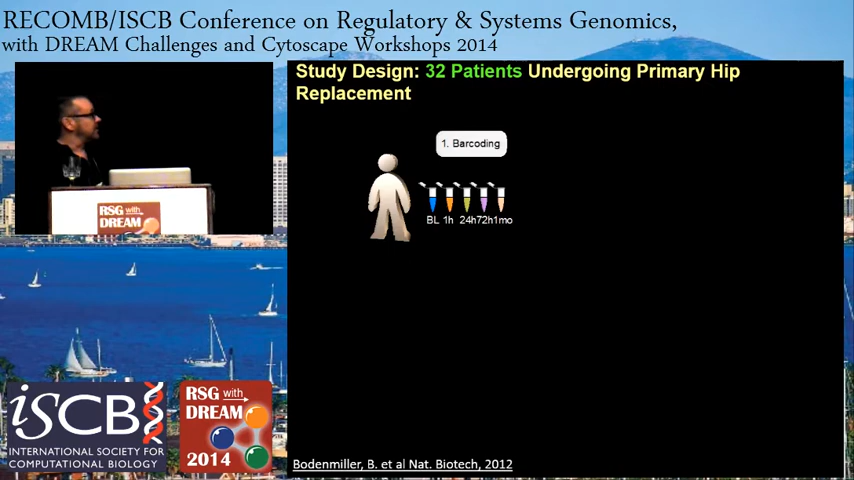 RECOMB/ISCB Conference on Regulatory & Systems Genomics,
with DREAM Challenges and Cytoscape Workshops 2014
Study Design: 32 Patients Undergoing Primary Hip
Replacement
1. Barcoding
BL 1h 24h72h1mo
RSG with
DREAM
iSCB
INTERNATIONAL SOCIETY FOR
COMPUTATIONAL BIOLOGY
RSG with
DREAM
2014
Bodenmiller, B. et al Nat. Biotech, 2012